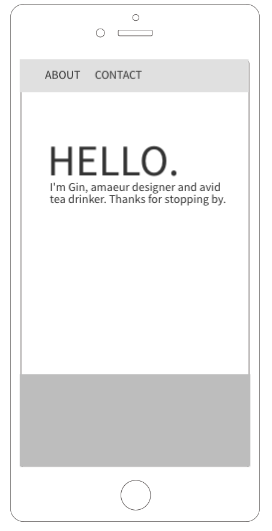 ABOUT CONTACT
HELLO.
I'm Gin, amaeur designer and avid
tea drinker. Thanks for stopping by.